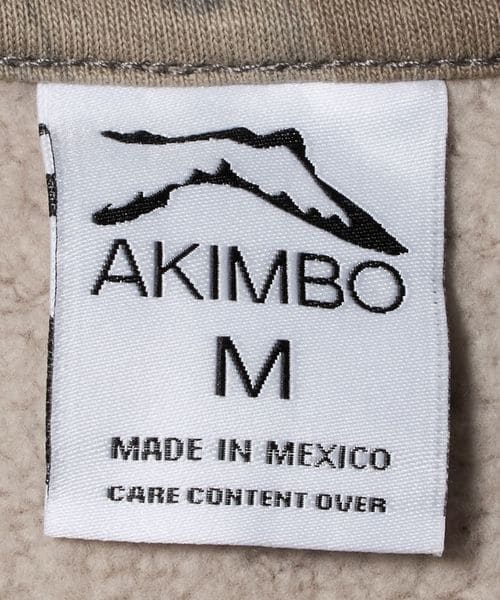 AKIMBO
M
MADE IN MEXICO
CARE CONTENT OVER